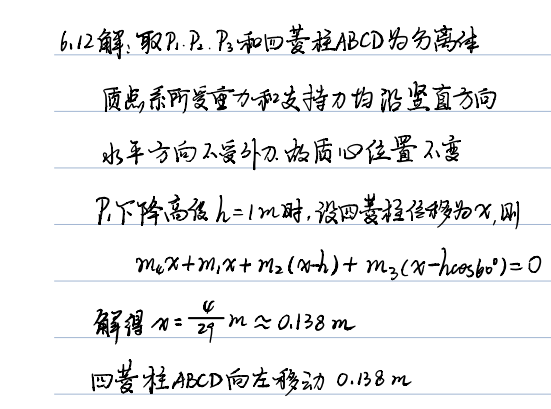 6.12解:取P₁.P₂.P₃和四菱柱ABCD为分离体
质点系所受重力和支持力均沿竖直方向
水平方向不受外力.故质心位置不变
P₁下降高度h=1m时,设四菱柱位移为x,则
m₄x+m₁x+m₂(x-h)+m₃(x-hcos60°)=0
解得x=4/29 m≈0.138m
四菱柱ABCD向左移动 0.138m